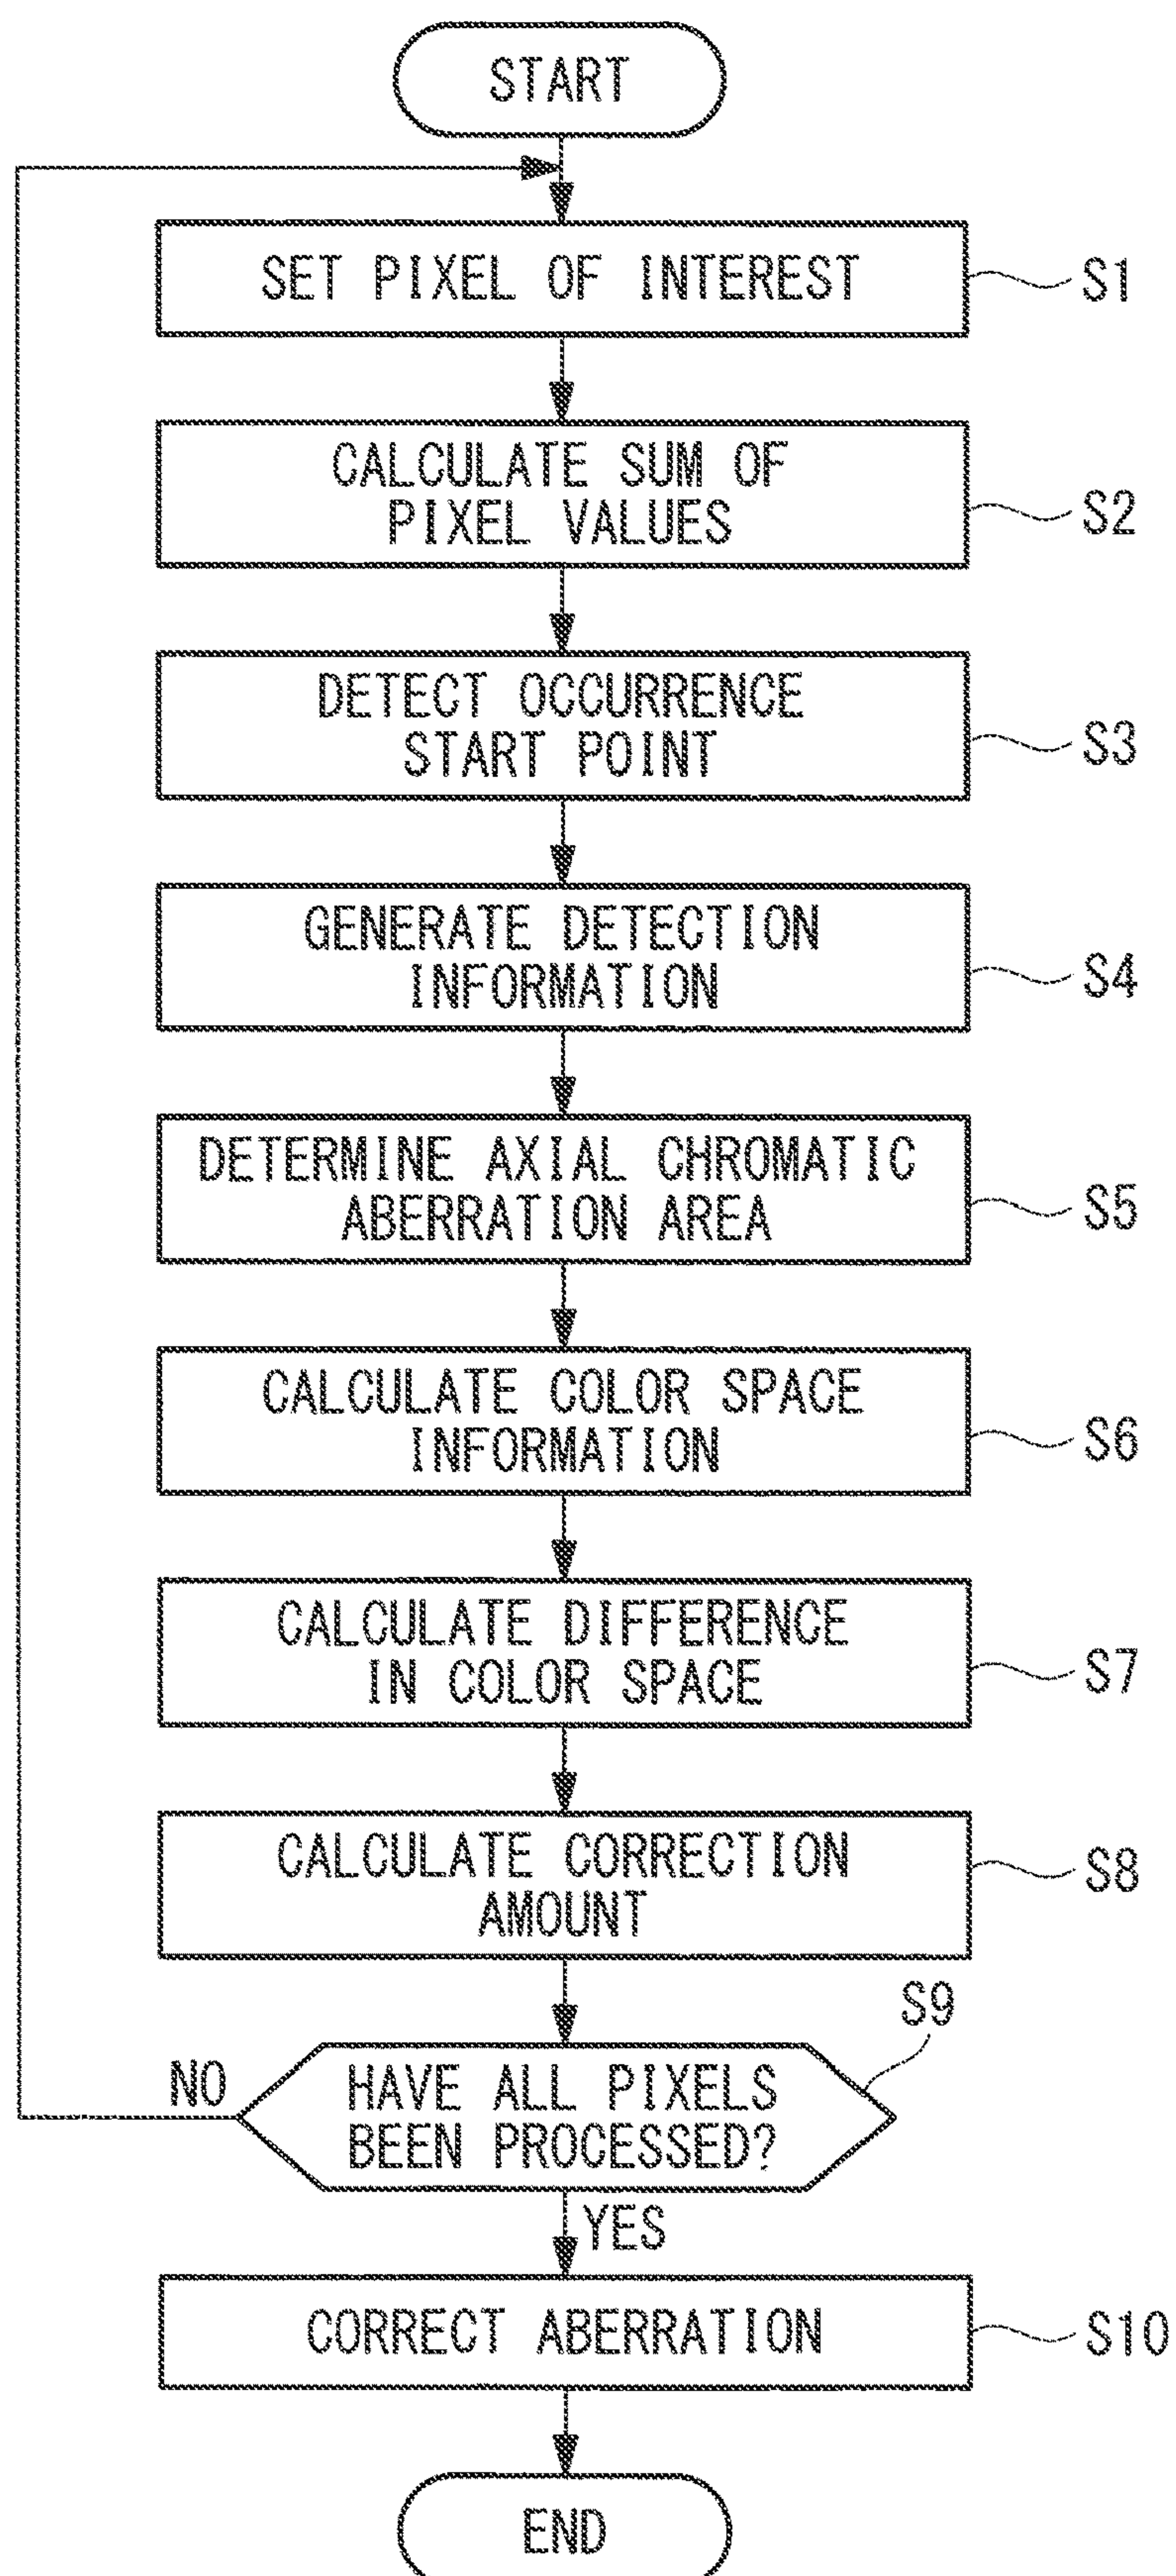 START
SET PIXEL OF INTEREST
S1
CALCULATE SUM OF
PIXEL VALUES
S2
DETECT OCCURRENCE
START POINT
S3
GENERATE DETECTION
INFORMATION
S4
DETERMINE AXIAL CHROMATIC
ABERRATION AREA
S5
CALCULATE COLOR SPACE
INFORMATION
S6
CALCULATE DIFFERENCE
IN COLOR SPACE
S7
CALCULATE CORRECTION
AMOUNT
S8
S9
NO
HAVE ALL PIXELS
BEEN PROCESSED?
YES
CORRECT ABERRATION
S10
END